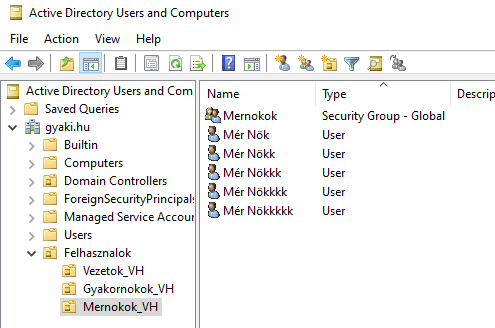 Active Directory Users and Computers
File Action View Help
Active Directory Users and Com
Saved Queries
gyaki.hu
Builtin
Computers
Domain Controllers
ForeignSecurityPrincipals
Managed Service Accour
Users
Felhasznalok
Vezetok_VH
Gyakornokok_VH
Mernokok_VH
Name Type Descrip
Mernokok Security Group - Global
Mér Nök User
Mér Nökk User
Mér Nökkk User
Mér Nökkkk User
Mér Nökkkkk User